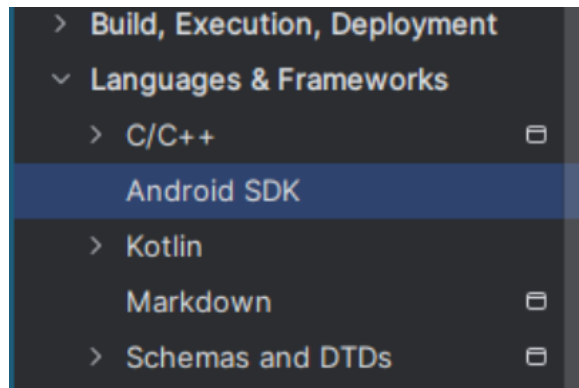 Build, Execution, Deployment
Languages & Frameworks
C/C++
Android SDK
Kotlin
Markdown
Schemas and DTDs